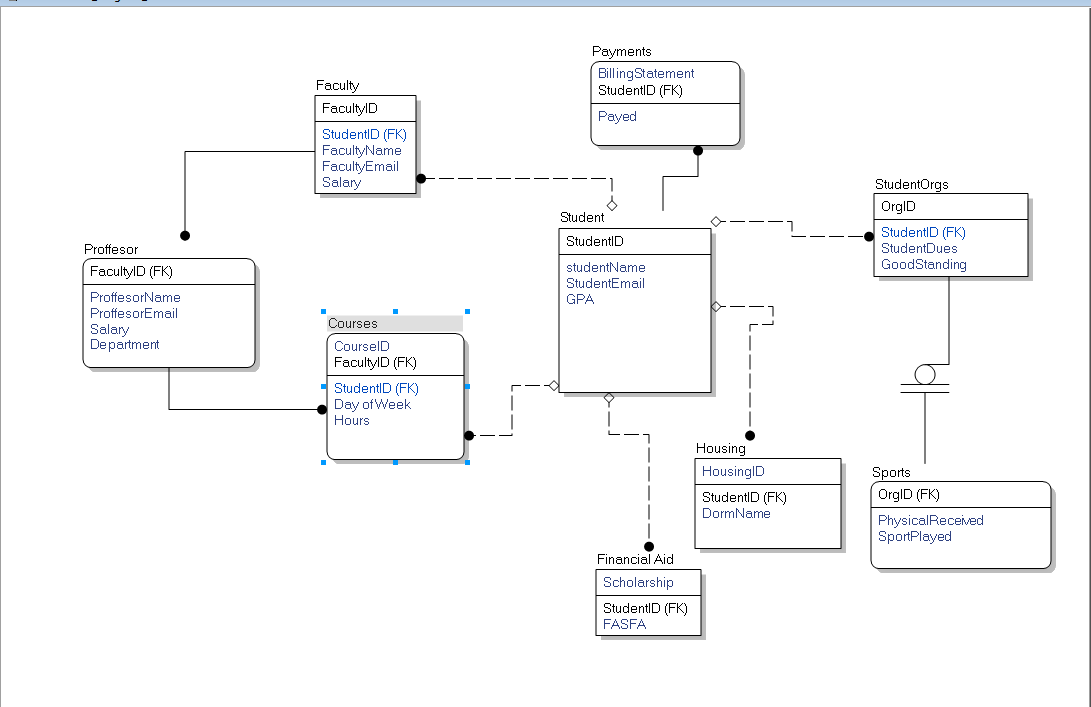 Payments
BillingStatement
StudentID (FK)
Payed
Faculty
FacultyID
StudentID (FK)
FacultyName
FacultyEmail
Salary
StudentOrgs
OrgID
StudentID (FK)
StudentDues
GoodStanding
Student
StudentID
studentName
StudentEmail
GPA
Proffesor
FacultyID (FK)
ProffesorName
ProffesorEmail
Salary
Department
Courses
CourseID
FacultyID (FK)
StudentID (FK)
Day of Week
Hours
Housing
HousingID
StudentID (FK)
DormName
Sports
OrgID (FK)
PhysicalReceived
SportPlayed
Financial Aid
Scholarship
StudentID (FK)
FASFA